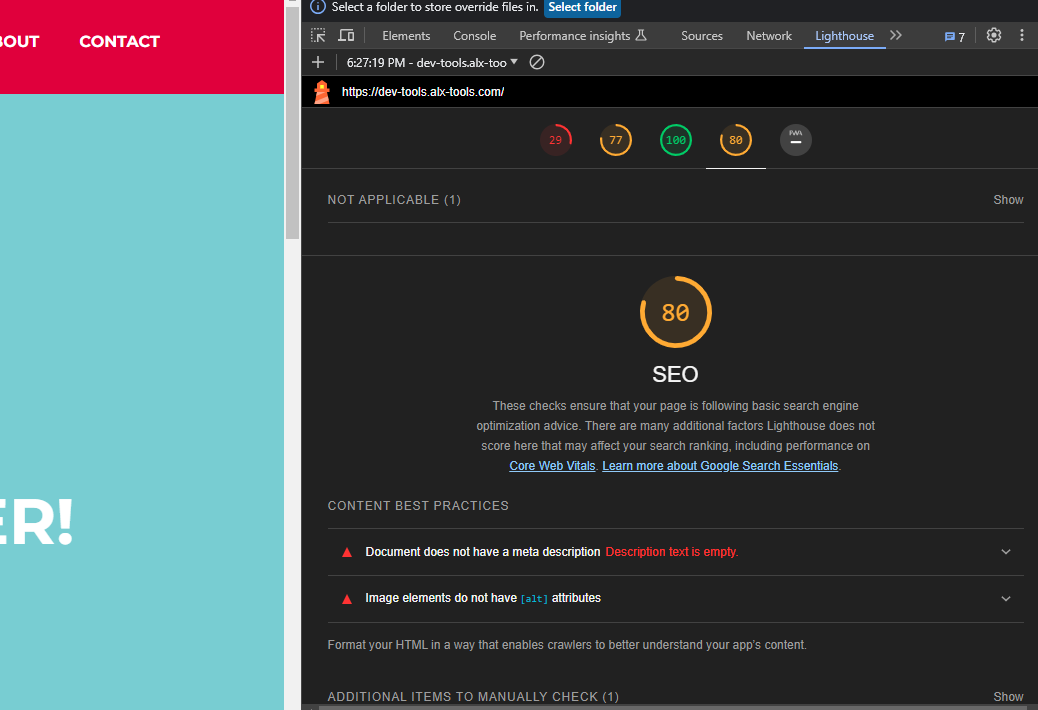 Select a folder to store override files in. Select folder
CONTACT
Elements Console Performance insights Sources Network Lighthouse 7
6:27:19 PM - dev-tools.alx-too
https://dev-tools.alx-tools.com/
29 77 100 80 PWA
NOT APPLICABLE (1) Show
80
SEO
These checks ensure that your page is following basic search engine
optimization advice. There are many additional factors Lighthouse does not
score here that may affect your search ranking, including performance on
Core Web Vitals. Learn more about Google Search Essentials.
ER!
CONTENT BEST PRACTICES
Document does not have a meta description Description text is empty.
Image elements do not have [alt] attributes
Format your HTML in a way that enables crawlers to better understand your app's content.
ADDITIONAL ITEMS TO MANUALLY CHECK (1) Show